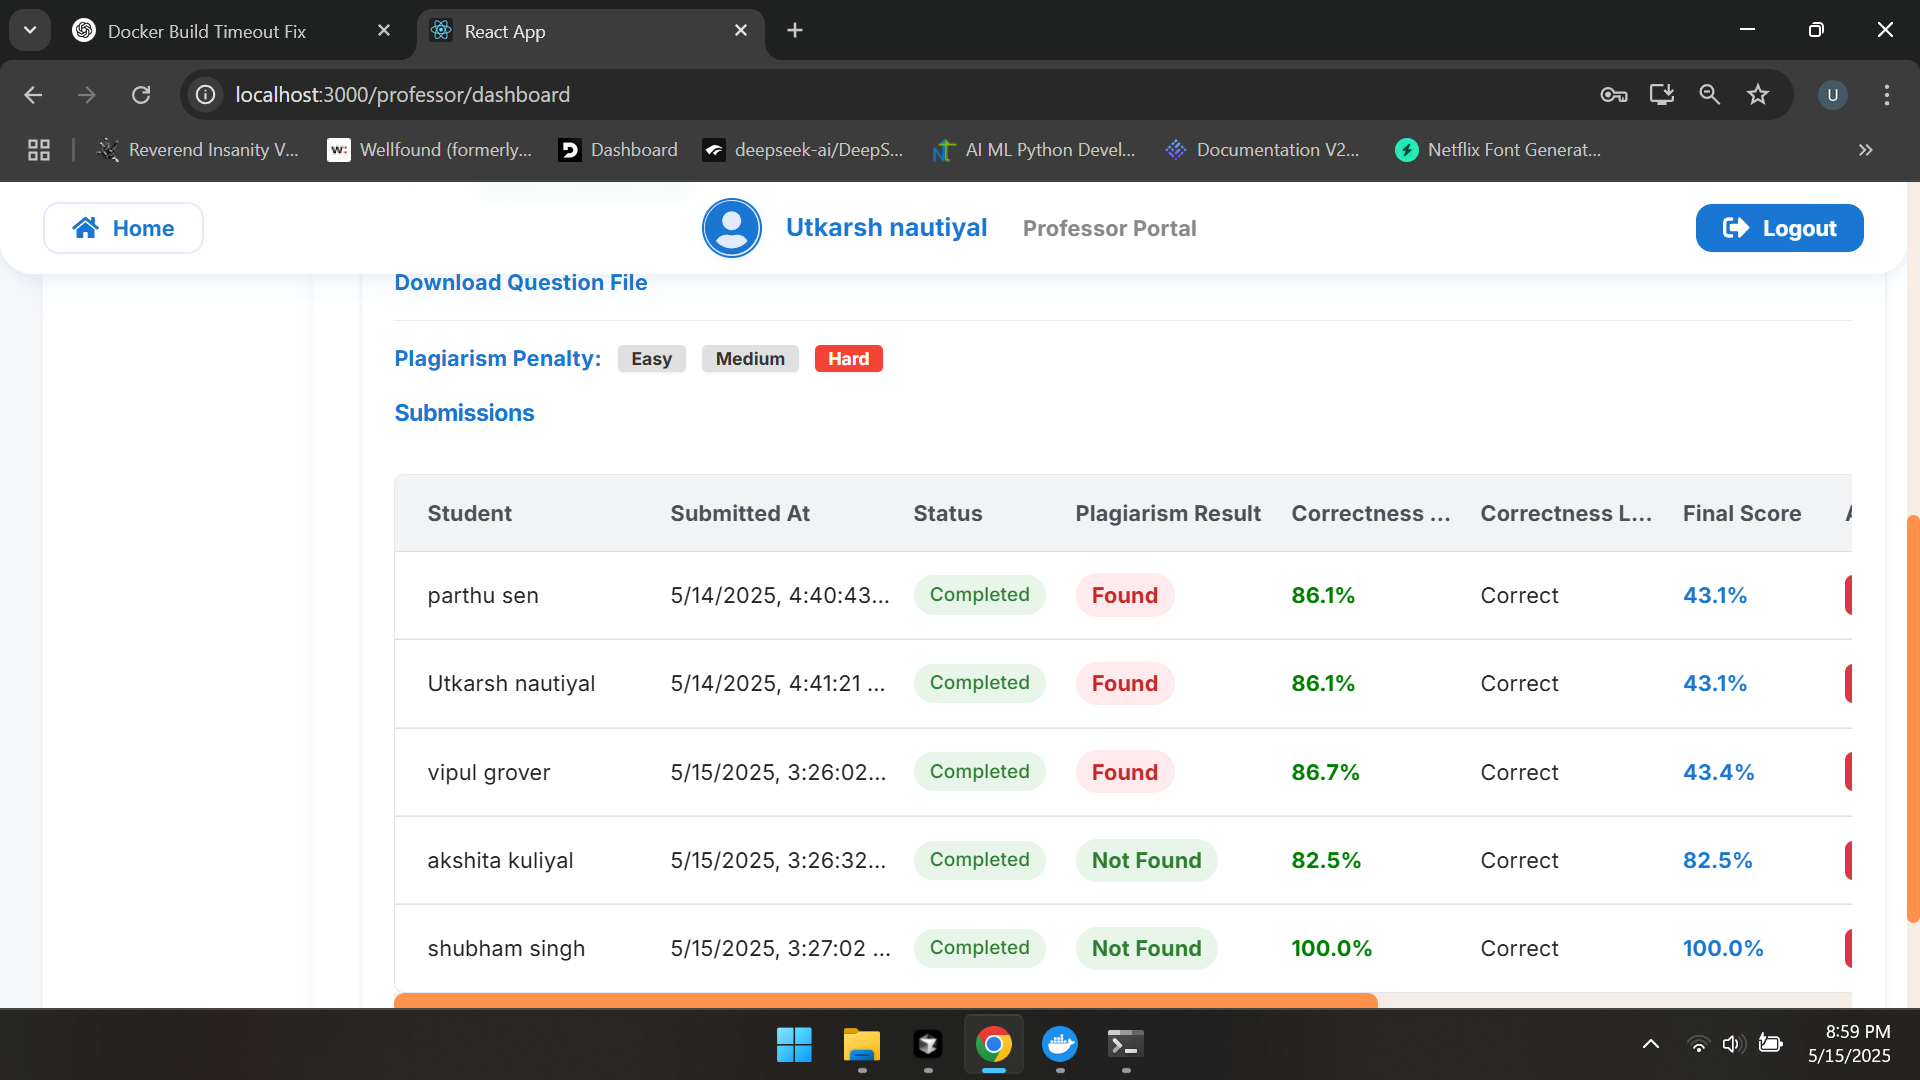 Docker Build Timeout Fix
React App
localhost:3000/professor/dashboard
U
Reverend Insanity V...
Wellfound (formerly...
Dashboard
deepseek-ai/DeepS...
AI ML Python Devel...
Documentation V2...
Netflix Font Generat...
Home
Utkarsh nautiyal
Professor Portal
Logout
Download Question File
Plagiarism Penalty: Easy Medium Hard
Submissions
Student Submitted At Status Plagiarism Result Correctness ... Correctness L... Final Score
parthu sen 5/14/2025, 4:40:43... Completed Found 86.1% Correct 43.1%
Utkarsh nautiyal 5/14/2025, 4:41:21 ... Completed Found 86.1% Correct 43.1%
vipul grover 5/15/2025, 3:26:02... Completed Found 86.7% Correct 43.4%
akshita kuliyal 5/15/2025, 3:26:32... Completed Not Found 82.5% Correct 82.5%
shubham singh 5/15/2025, 3:27:02 ... Completed Not Found 100.0% Correct 100.0%
8:59 PM
5/15/2025